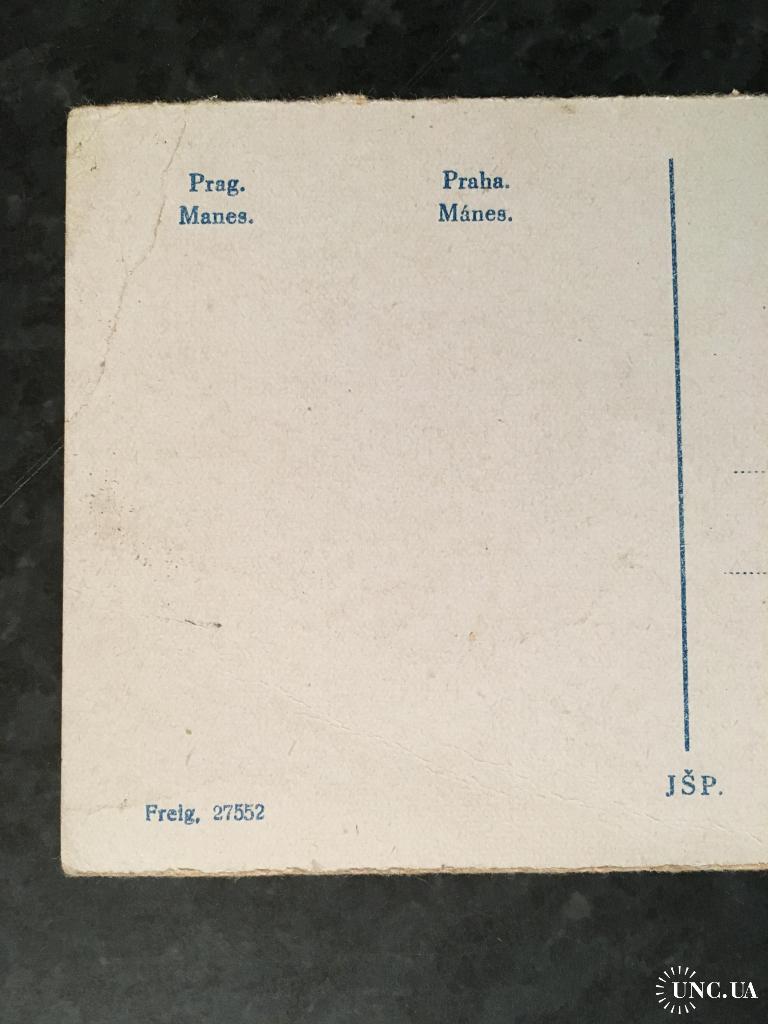 Prag.
Manes.
Praha.
Mánes.
JŠP.
Freig. 27552
UNC.UA